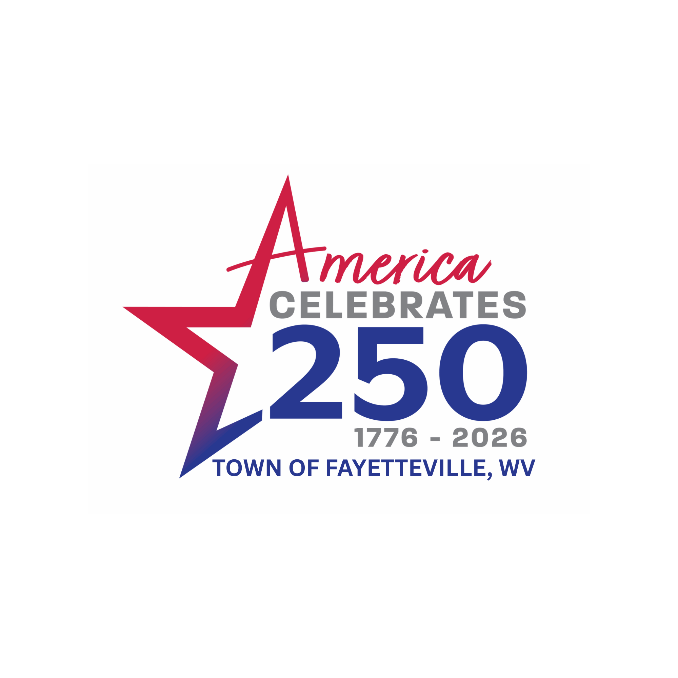 America
CELEBRATES
250
1776 - 2026
TOWN OF FAYETTEVILLE, WV